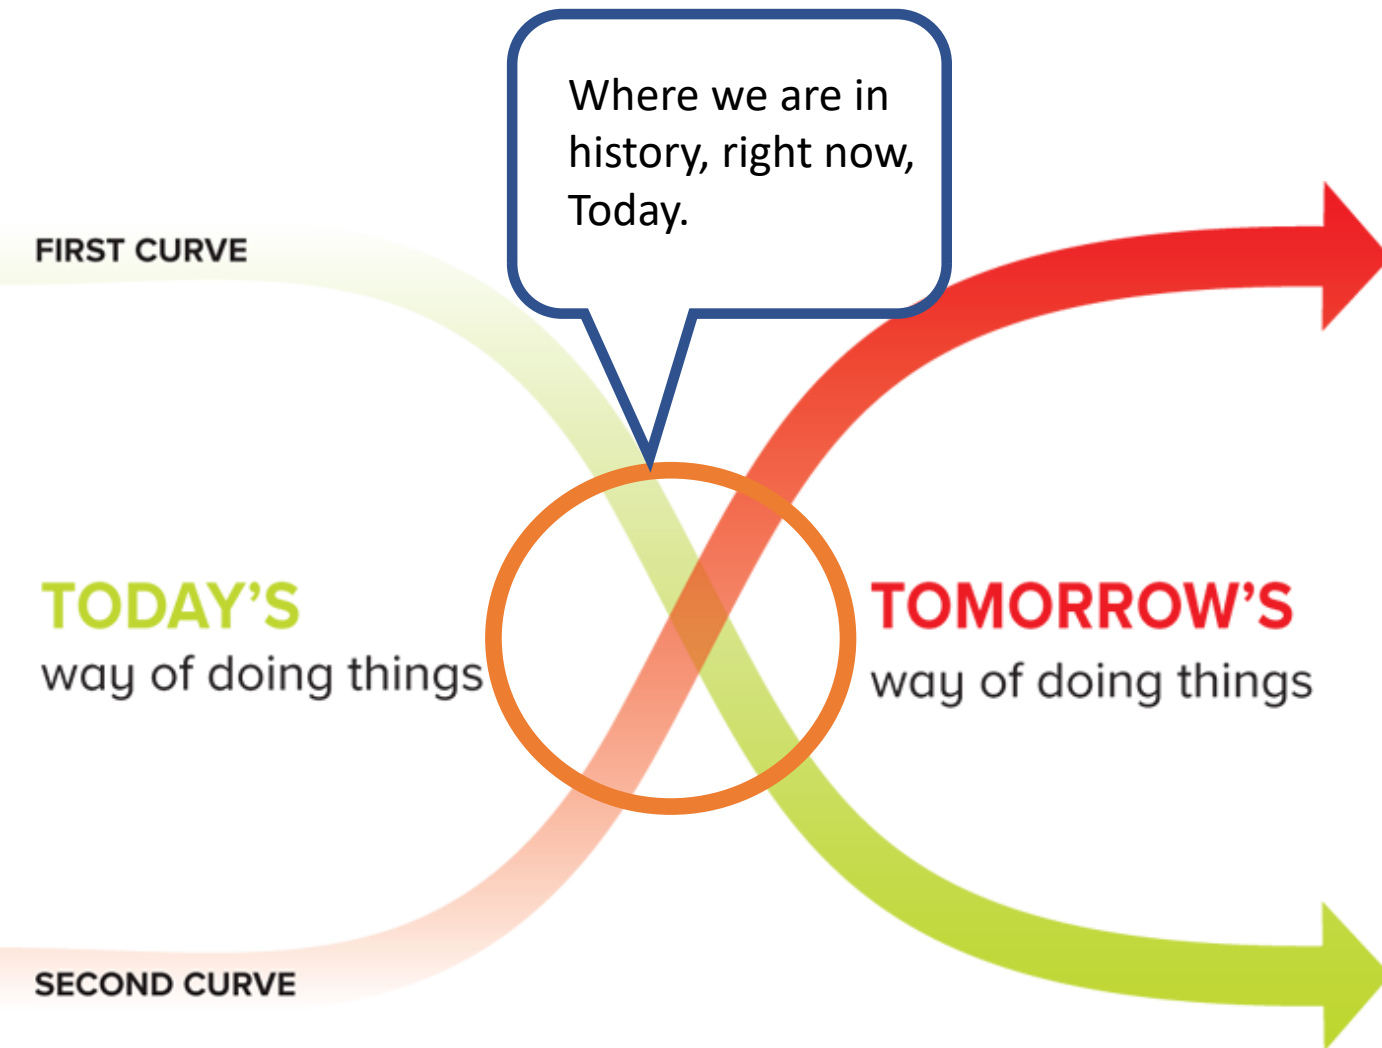 Where we are in
history, right now,
Today.
FIRST CURVE
TODAY'S
way of doing things
TOMORROW'S
way of doing things
SECOND CURVE